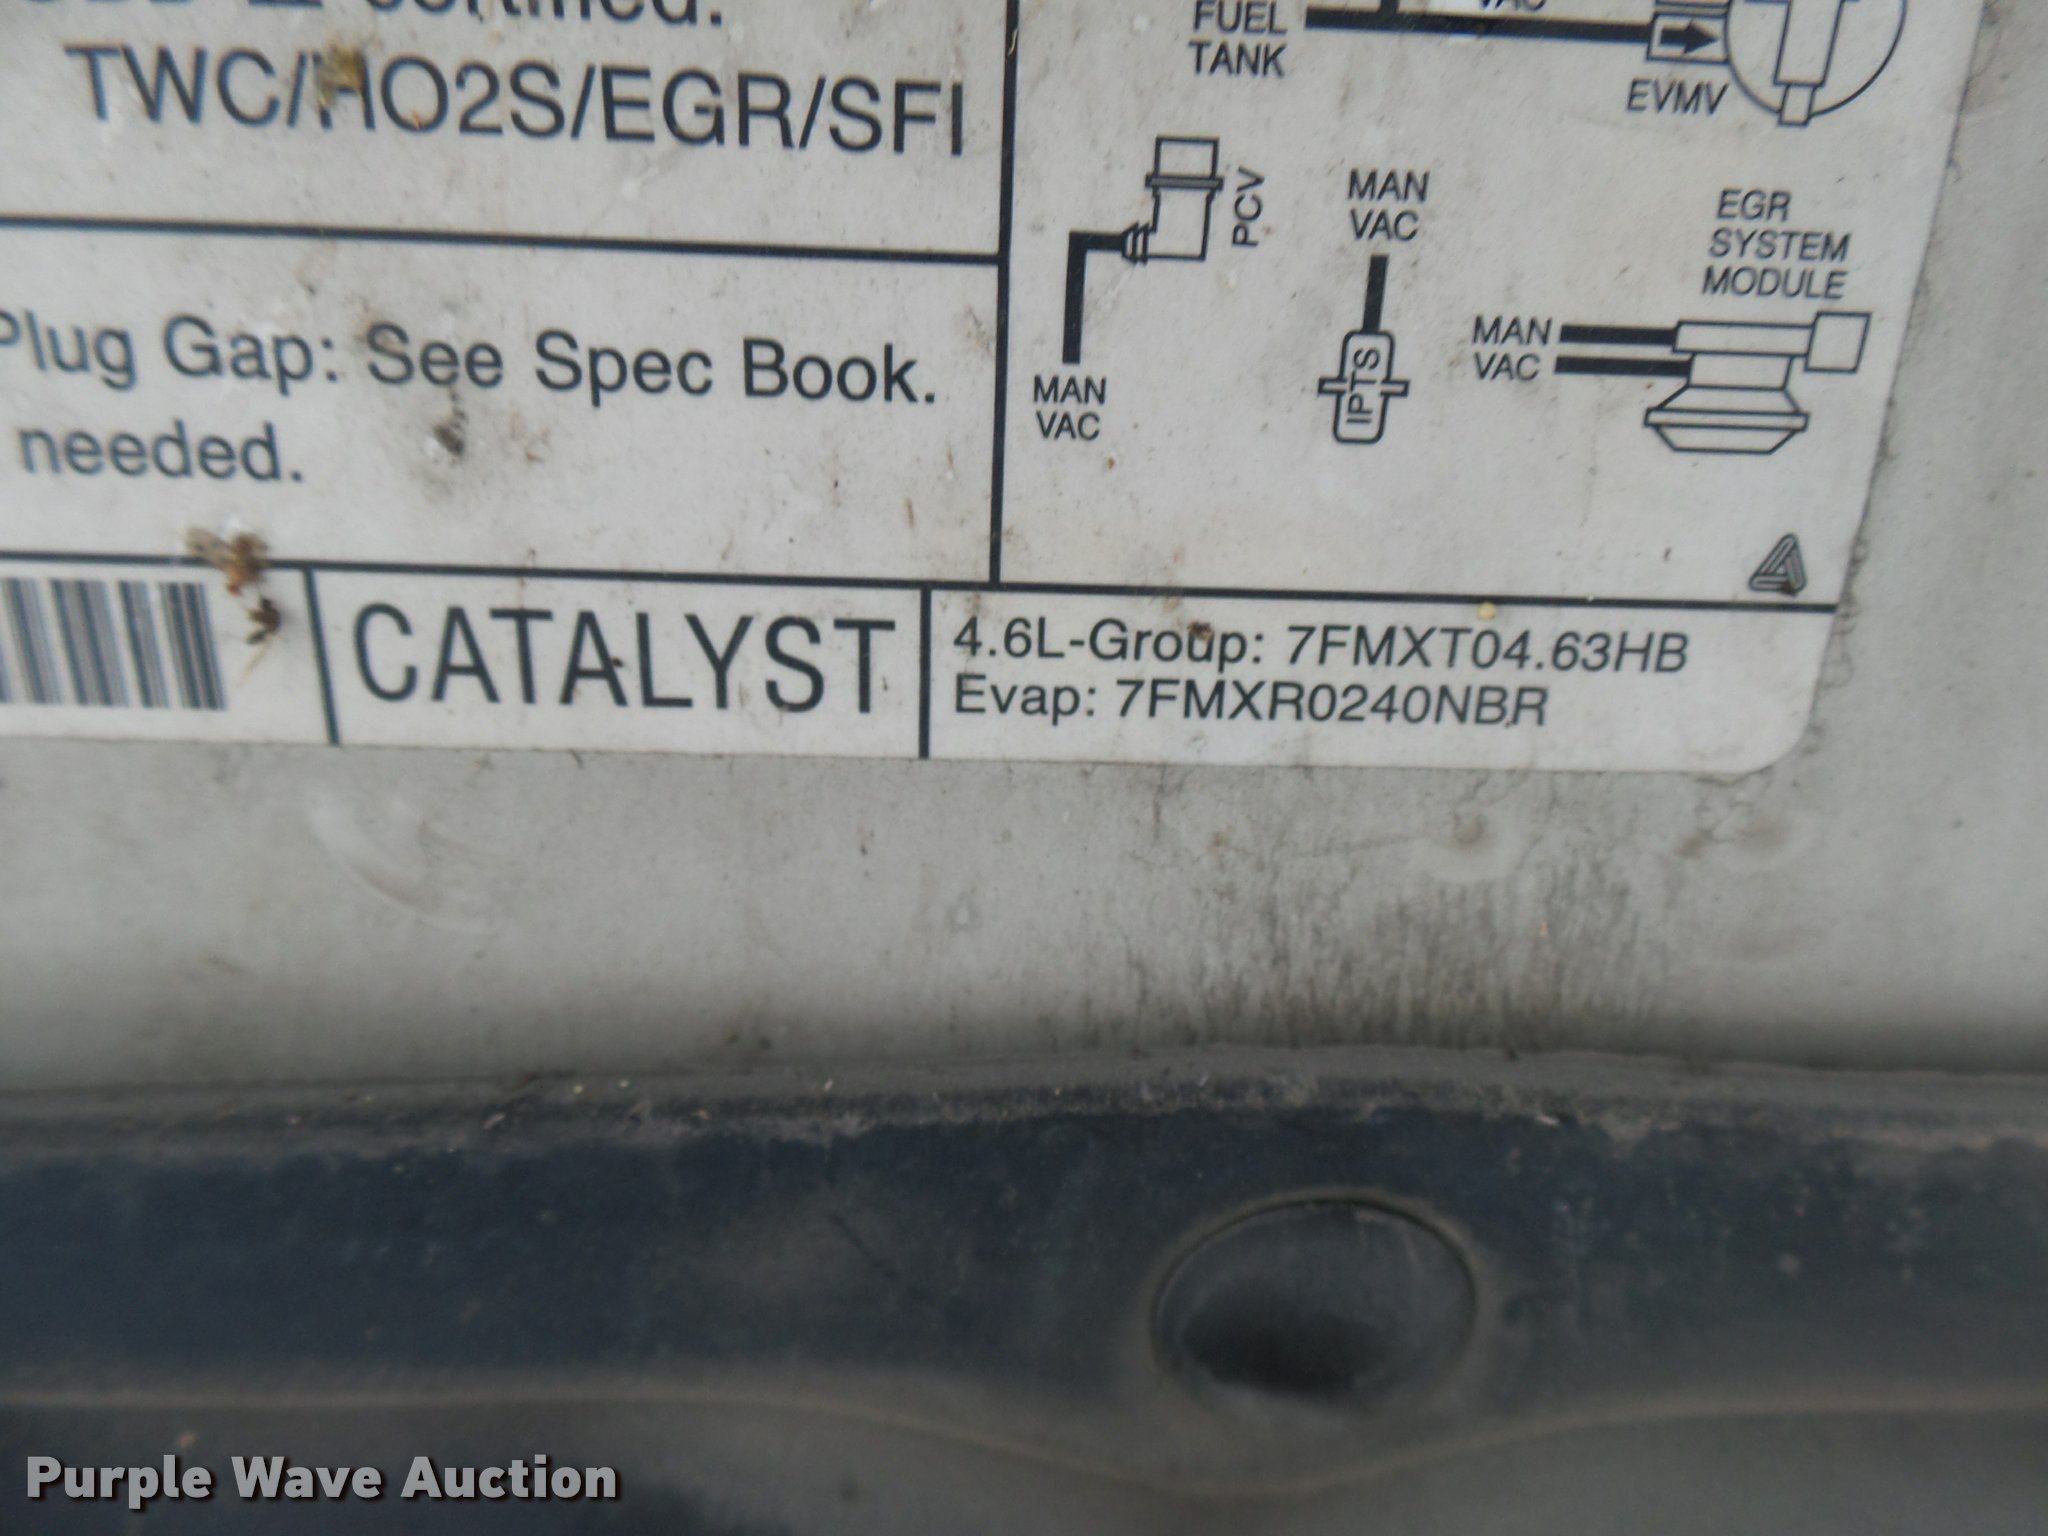 certified.
TWC/HO2S/EGR/SFI
Plug Gap: See Spec Book.
needed.
FUEL
TANK
VAC
EVMV
PCV
MAN
VAC
MAN
VAC
IPTS
EGR
SYSTEM
MODULE
MAN
VAC
CATALYST
4.6L-Group: 7FMXT04.63HB
Evap: 7FMXR0240NBR
Purple Wave Auction